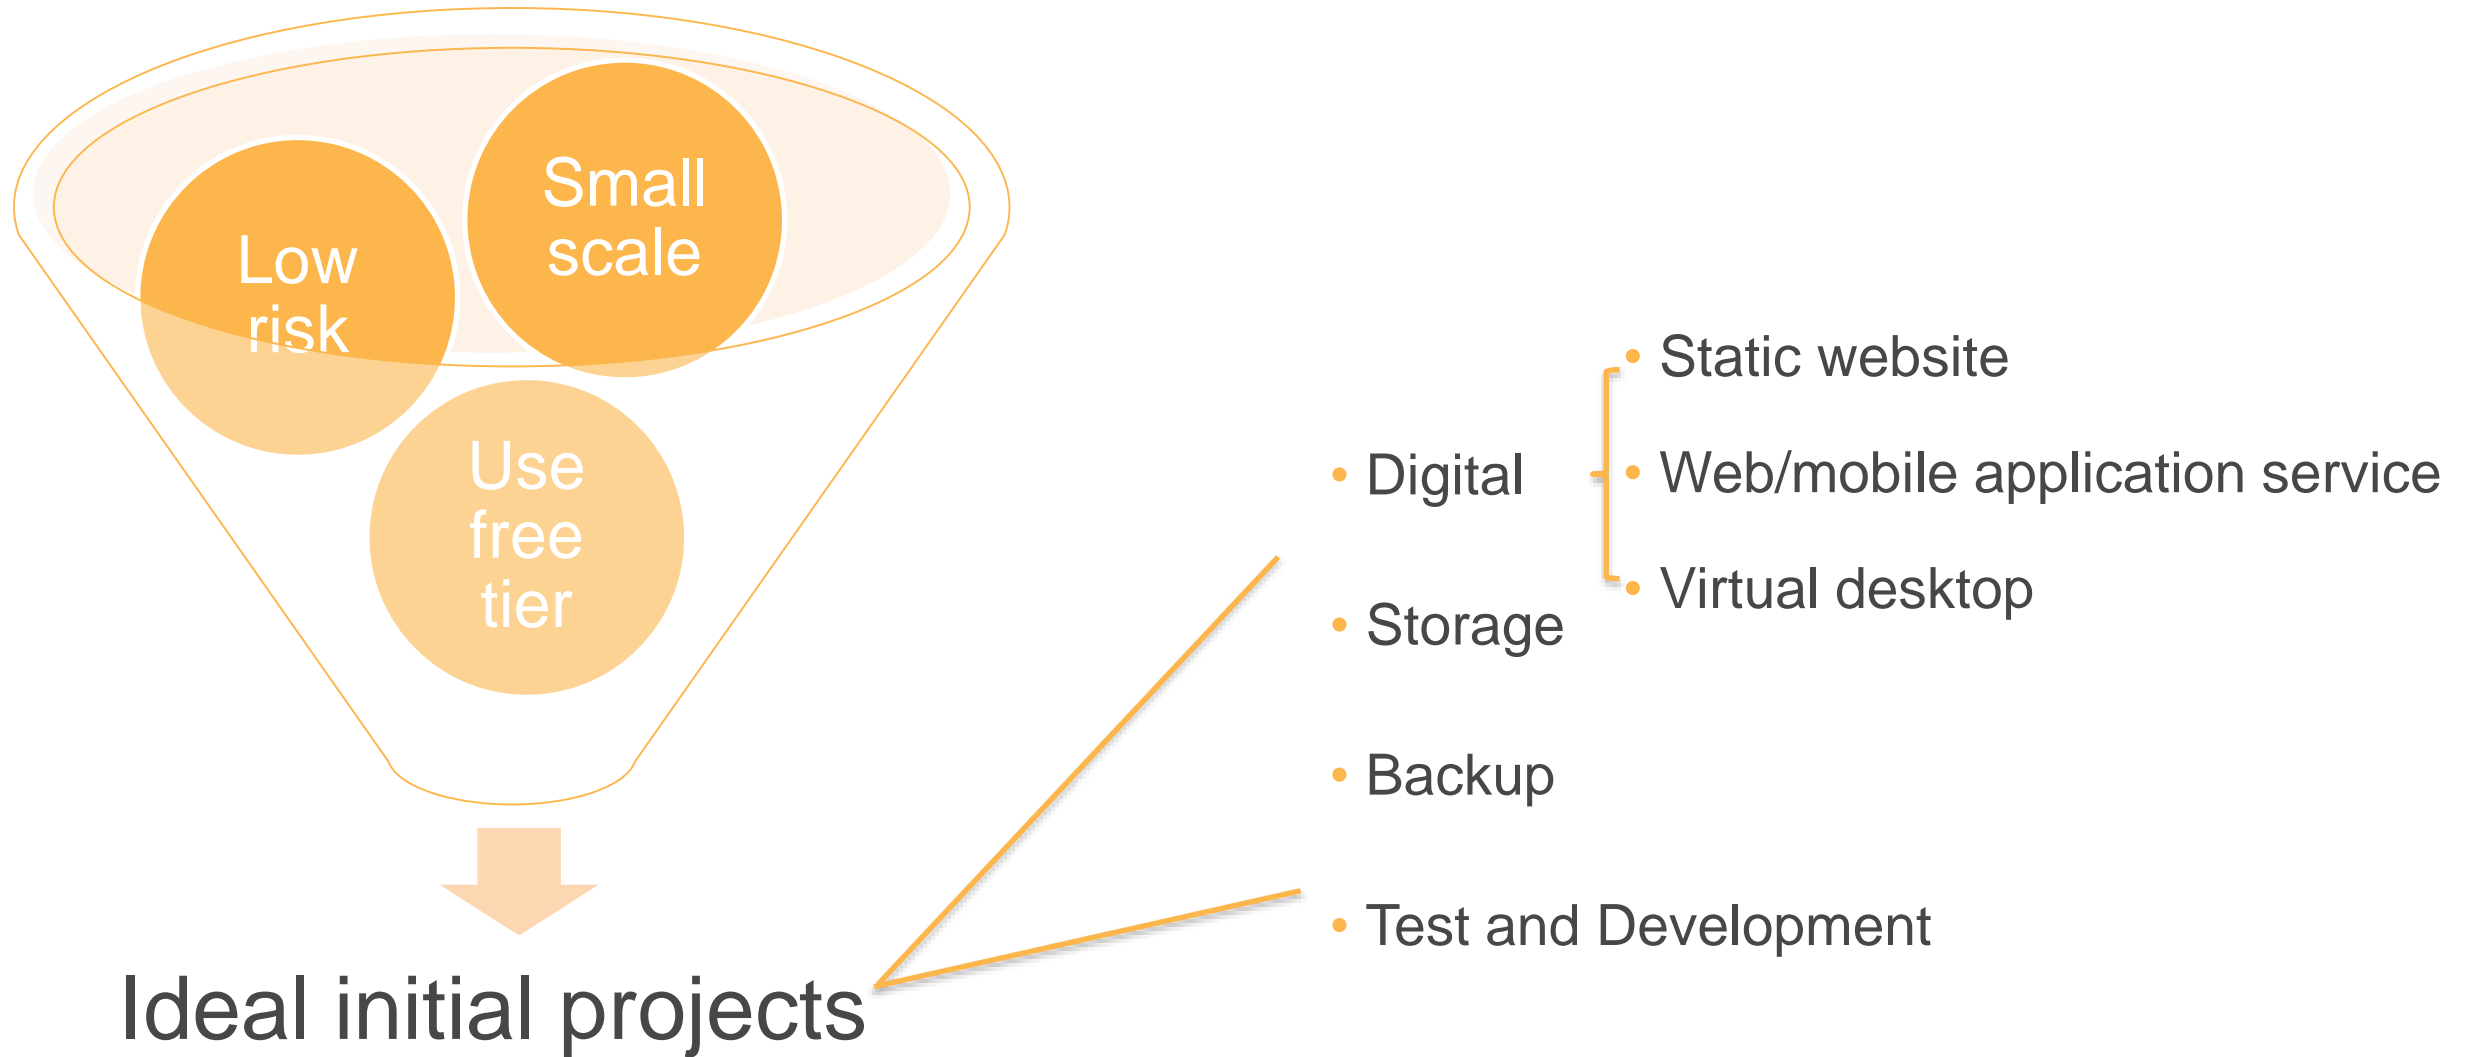 Low
risk
Small
scale
Use
free
tier
Ideal initial projects
• Digital
• Storage
• Backup
• Test and Development
• Static website
• Web/mobile application service
• Virtual desktop